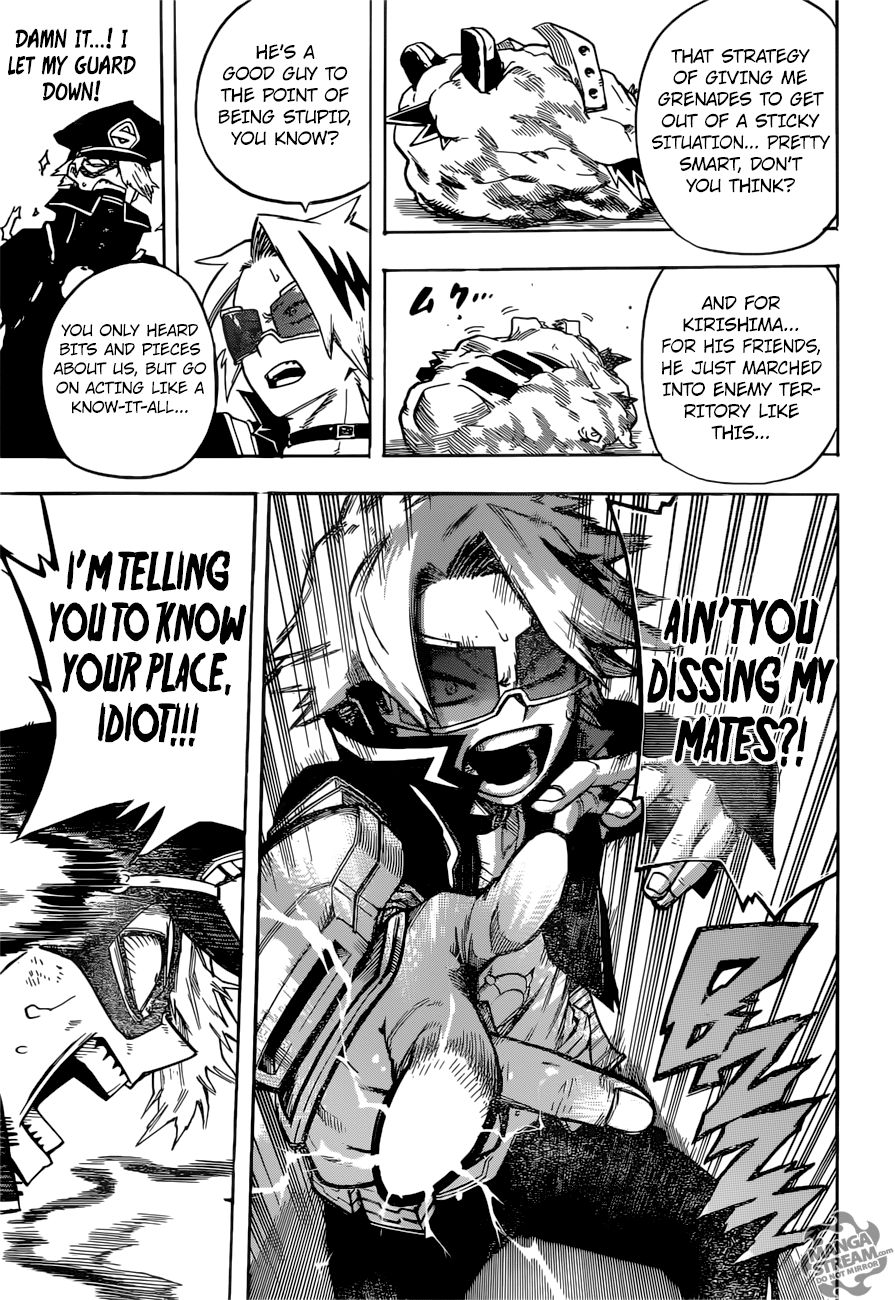 THAT STRATEGY
OF GIVING ME
GRENADES TO GET
OUT OF A STICKY
SITUATION... PRETTY
SMART, DON'T
YOU THINK?
AND FOR
KIRISHIMA...
FOR HIS FRIENDS,
HE JUST MARCHED
INTO ENEMY TER-
RITORY LIKE
THIS...
ムク...
HE'S A
GOOD GUY TO
THE POINT OF
BEING STUPID,
YOU KNOW?
DAMN IT...! I
LET MY GUARD
DOWN!
YOU ONLY HEARD
BITS AND PIECES
ABOUT US, BUT GO
ON ACTING LIKE A
KNOW-IT-ALL...
AIN'TYOU
DISSING MY
MATES?!
BZZZ
I'M TELLING
YOU TO KNOW
YOUR PLACE,
IDIOT!!!
MANGA
STREAM.com
DO NOT MIRROR